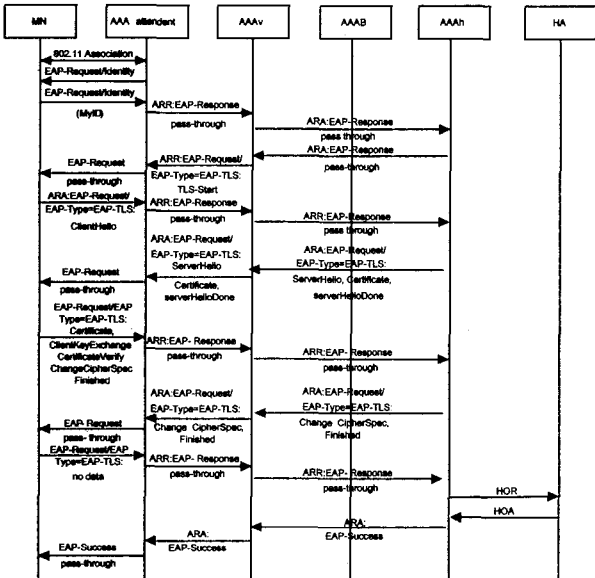 MN
AAA attendent
AAAv
AAAB
AAAh
HA
802.11 Association
EAP-Request/Identity
EAP-Request/Identity
(MyID)
ARR:EAP-Response
pass-through
ARA:EAP-Response
pass through
ARA:EAP-Response
pass-through
ARR:EAP-Request/
EAP-Type=EAP-TLS:
TLS-Start
EAP-Request
pass-through
ARA:EAP-Request/
EAP-Type=EAP-TLS:
ClientHello
ARR:EAP-Response
pass-through
ARR:EAP-Response
pass through
ARA:EAP-Request/
EAP-Type=EAP-TLS:
ServerHello, Certificate,
serverHelloDone
ARA:EAP-Request/
EAP-Type=EAP-TLS:
ServerHello
Certificate,
serverHelloDone
EAP-Request
pass-through
EAP-Request/EAP
Type=EAP-TLS:
Certificate,
ClientKeyExchange
CertificateVerify
ChangeCipherSpec
Finished
ARR:EAP- Response
pass-through
ARR:EAP- Response
pass-through
ARA:EAP-Request/
EAP-Type=EAP-TLS:
Change CipherSpec,
Finished
ARA:EAP-Request/
EAP-Type=EAP-TLS:
Change CipherSpec,
Finished
EAP- Request
pass- through
EAP-Request/EAP
Type=EAP-TLS:
no data
ARR:EAP- Response
pass-through
ARR:EAP- Response
pass-through
HOR
HOA
ARA:
EAP-Success
ARA:
EAP-Success
EAP-Success
pass-through